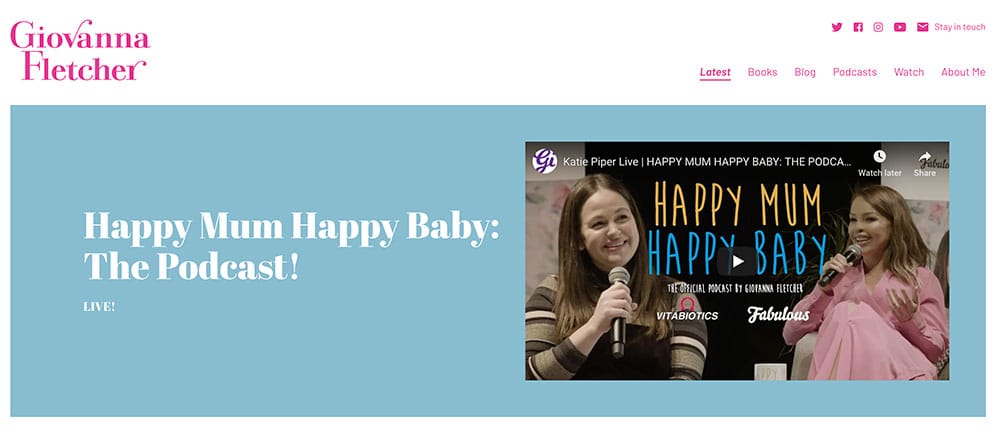 Giovanna
Fletcher
Stay in touch
Latest Books Blog Podcasts Watch About Me
Happy Mum Happy Baby:
The Podcast!
LIVE!
Gi Katie Piper Live | HAPPY MUM HAPPY BABY: THE PODCA...
Watch later Share
Fabulous
HAPPY MUM
HAPPY BABY
THE OFFICIAL PODCAST BY GIOVANNA FLETCHER
VITABIOTICS Fabulous